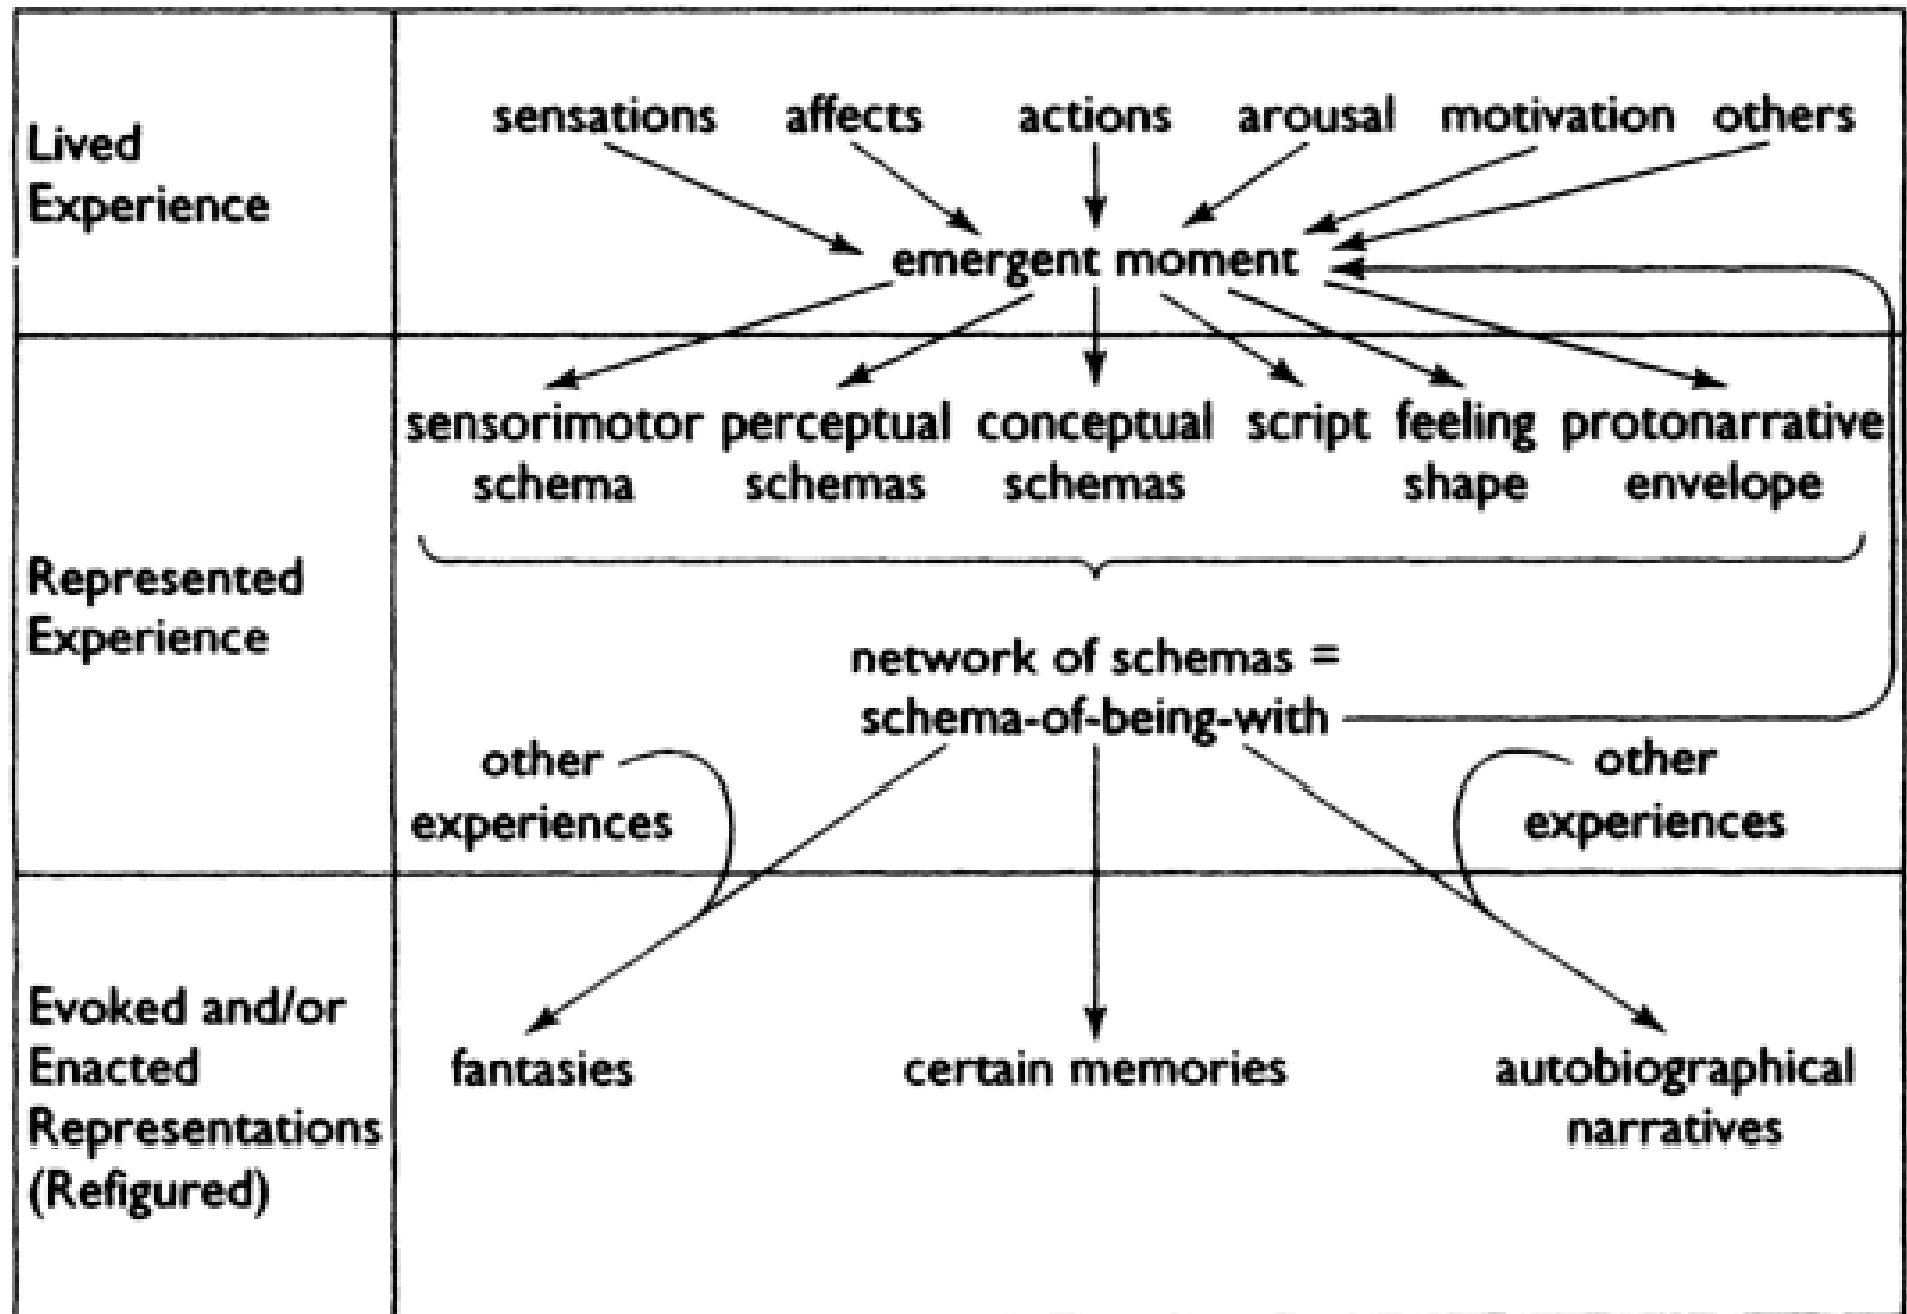 Lived
Experience
sensations affects actions arousal motivation others
emergent moment
Represented
Experience
sensorimotor perceptual conceptual script feeling protonarrative
schema schemas schemas shape envelope
network of schemas =
schema-of-being-with
other
experiences
other
experiences
Evoked and/or
Enacted
Representations
(Refigured)
fantasies certain memories autobiographical
narratives